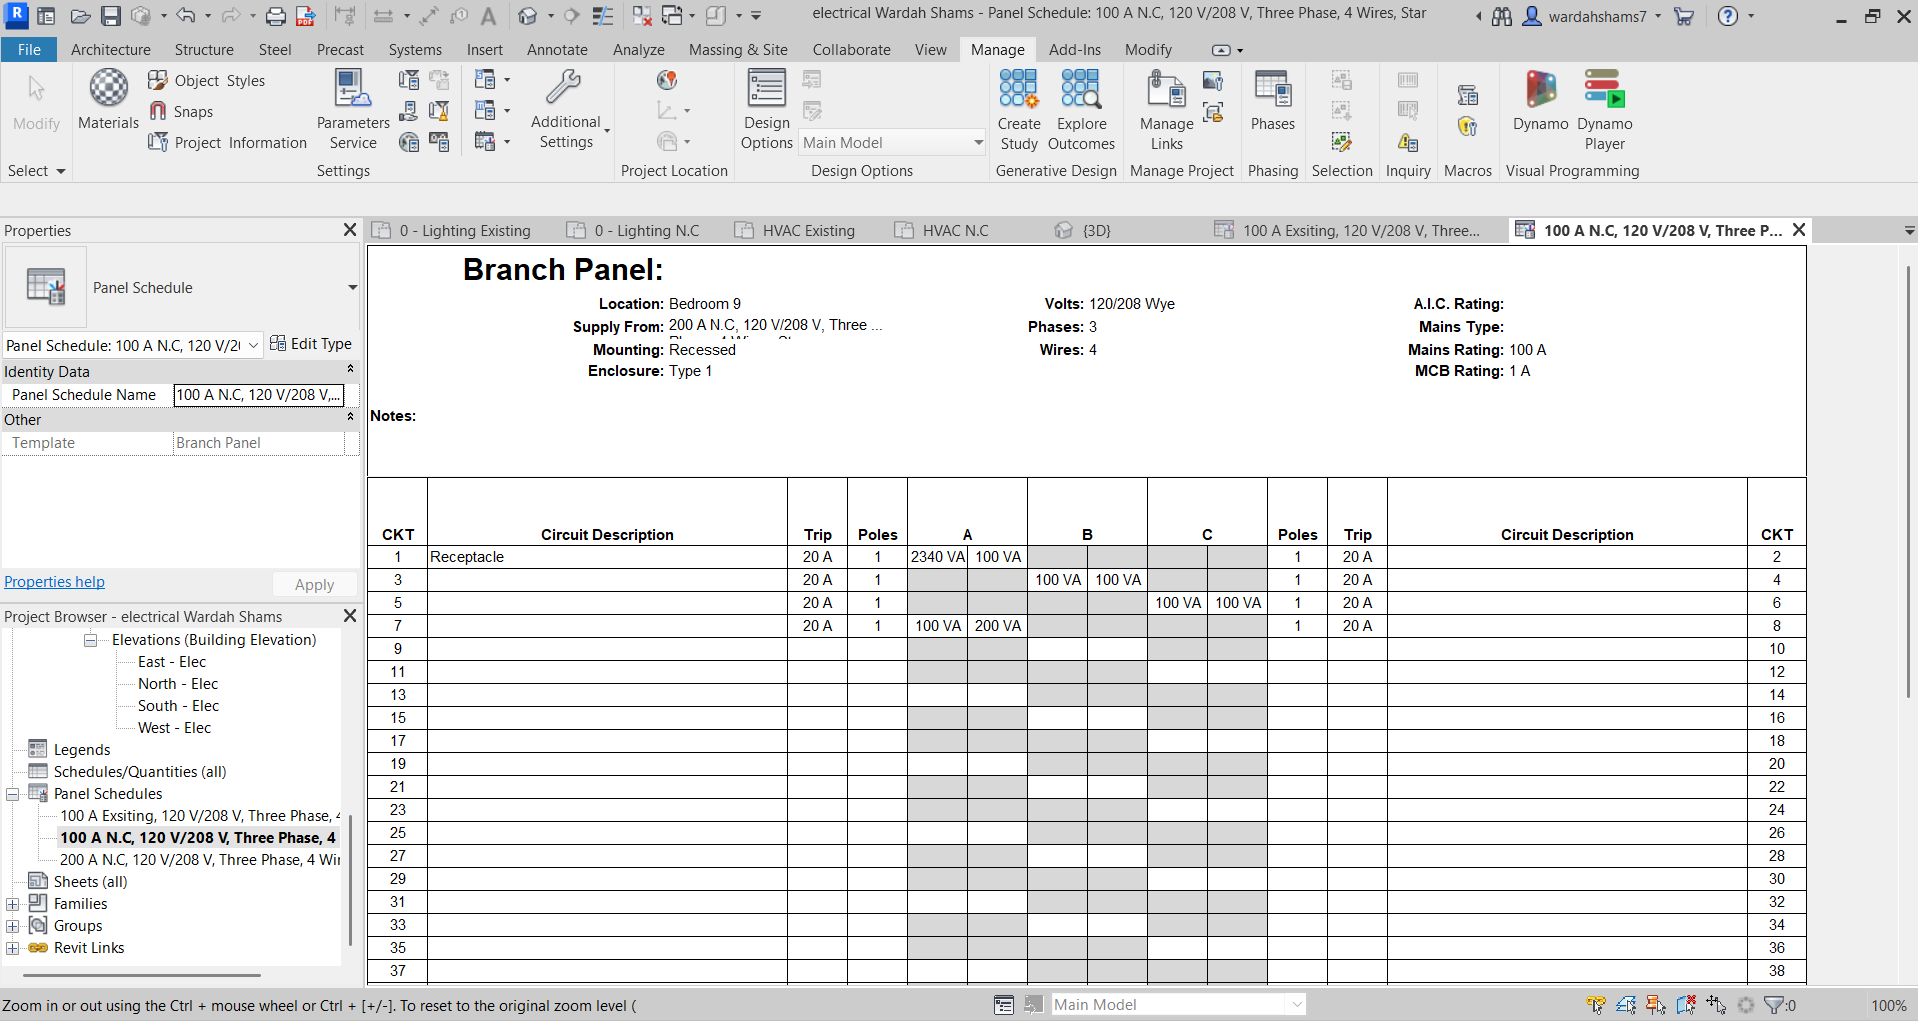 electrical Wardah Shams - Panel Schedule: 100 A N.C, 120 V/208 V, Three Phase, 4 Wires, Star
wardahshams7
File Architecture Structure Steel Precast Systems Insert Annotate Analyze Massing & Site Collaborate View Manage Add-Ins Modify
Modify
Materials
Object Styles
Snaps
Project Information
Parameters Service
Additional Settings
Design Options
Main Model
Create Study
Explore Outcomes
Manage Links
Phases
Dynamo
Dynamo Player
Select Settings Project Location Design Options Generative Design Manage Project Phasing Selection Inquiry Macros Visual Programming
Properties
Panel Schedule
Panel Schedule: 100 A N.C, 120 V/2(
Edit Type
Identity Data
Panel Schedule Name 100 A N.C, 120 V/208 V,...
Other
Template Branch Panel
Properties help
Apply
Project Browser - electrical Wardah Shams
Elevations (Building Elevation)
East - Elec
North - Elec
South - Elec
West - Elec
Legends
Schedules/Quantities (all)
Panel Schedules
100 A Exsiting, 120 V/208 V, Three Phase, 4
100 A N.C, 120 V/208 V, Three Phase, 4
200 A N.C, 120 V/208 V, Three Phase, 4 Wir
Sheets (all)
Families
Groups
Revit Links
0 - Lighting Existing 0 - Lighting N.C HVAC Existing HVAC N.C {3D} 100 A Exsiting, 120 V/208 V, Three... 100 A N.C, 120 V/208 V, Three P...
Branch Panel:
Location: Bedroom 9 Volts: 120/208 Wye A.I.C. Rating:
Supply From: 200 A N.C, 120 V/208 V, Three ... Phases: 3 Mains Type:
Mounting: Recessed Wires: 4 Mains Rating: 100 A
Enclosure: Type 1 MCB Rating: 1 A
Notes:
CKT Circuit Description Trip Poles A B C Poles Trip Circuit Description CKT
1 Receptacle 20 A 1 2340 VA 100 VA 1 20 A 2
3 20 A 1 100 VA 100 VA 1 20 A 4
5 20 A 1 100 VA 100 VA 1 20 A 6
7 20 A 1 100 VA 200 VA 1 20 A 8
9 10
11 12
13 14
15 16
17 18
19 20
21 22
23 24
25 26
27 28
29 30
31 32
33 34
35 36
37 38
Zoom in or out using the Ctrl + mouse wheel or Ctrl + [+/-]. To reset to the original zoom level (
Main Model
:0
100%